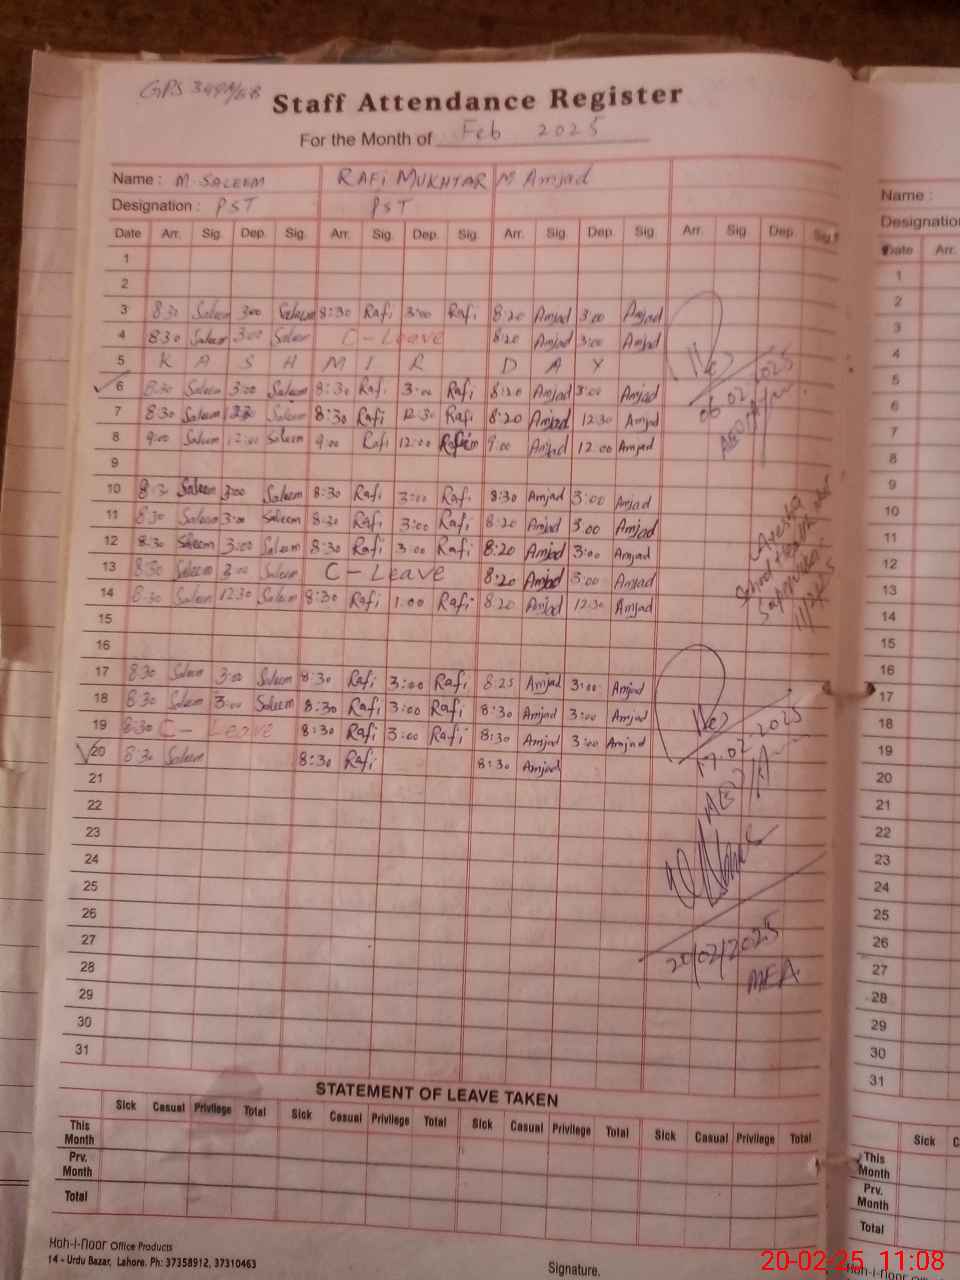 GPS 349A/EB
Staff Attendance Register
For the Month of Feb 2025
Name : M SALEEM RAFI MUKHTAR M Amjad
Designation : PST PST
Date Arr. Sig. Dep. Sig. Arr. Sig. Dep. Sig. Arr. Sig. Dep. Sig. Arr. Sig Dep. Sig.
1
2
3 8:30 Saleem 3:00 Saleem 8:30 Rafi 3:00 Rafi 8:20 Amjad 3:00 Amjad
4 8:30 Saleem 3:00 Saleem C-Leave 8:20 Amjad 3:00 Amjad
5 K A S H M I R D A Y
6 8:30 Saleem 3:00 Saleem 8:30 Rafi 3:00 Rafi 8:20 Amjad 3:00 Amjad
7 8:30 Saleem 12:30 Saleem 8:30 Rafi 12:30 Rafi 8:20 Amjad 12:30 Amjad
8 9:00 Saleem 12:00 Saleem 9:00 Rafi 12:00 Rafi 9:00 Amjad 12:00 Amjad
9
10 8:30 Saleem 3:00 Saleem 8:30 Rafi 3:00 Rafi 8:30 Amjad 3:00 Amjad
11 8:30 Saleem 3:00 Saleem 8:30 Rafi 3:00 Rafi 8:20 Amjad 3:00 Amjad
12 8:30 Saleem 3:00 Saleem 8:30 Rafi 3:00 Rafi 8:20 Amjad 3:00 Amjad
13 8:30 Saleem 3:00 Saleem C-Leave 8:20 Amjad 3:00 Amjad
14 8:30 Saleem 12:30 Saleem 8:30 Rafi 1:00 Rafi 8:20 Amjad 12:30 Amjad
15
16
17 8:30 Saleem 3:00 Saleem 8:30 Rafi 3:00 Rafi 8:25 Amjad 3:00 Amjad
18 8:30 Saleem 3:00 Saleem 8:30 Rafi 3:00 Rafi 8:30 Amjad 3:00 Amjad
19 8:30 C- Leave 8:30 Rafi 3:00 Rafi 8:30 Amjad 3:00 Amjad
20 8:30 Saleem 8:30 Rafi 8:30 Amjad
21
22
23
24
25
26
27
28
29
30
31
06-02-2025
AEO
Ayesha
School Health and
Supervisor
17-02-2025
AEO
20/02/2025
MEA
STATEMENT OF LEAVE TAKEN
Sick Casual Privilege Total Sick Casual Privilege Total Sick Casual Privilege Total Sick Casual Privilege Total
This Month
Prv. Month
Total
Koh-i-noor Office Products
14 - Urdu Bazar, Lahore. Ph: 37358912, 37310463
Signature.
Name :
Designation
Date Arr.
1
2
3
4
5
6
7
8
9
10
11
12
13
14
15
16
17
18
19
20
21
22
23
24
25
26
27
28
29
30
31
Sick
This Month
Prv. Month
Total
Koh-i-noor Office
20-02-25 11:08